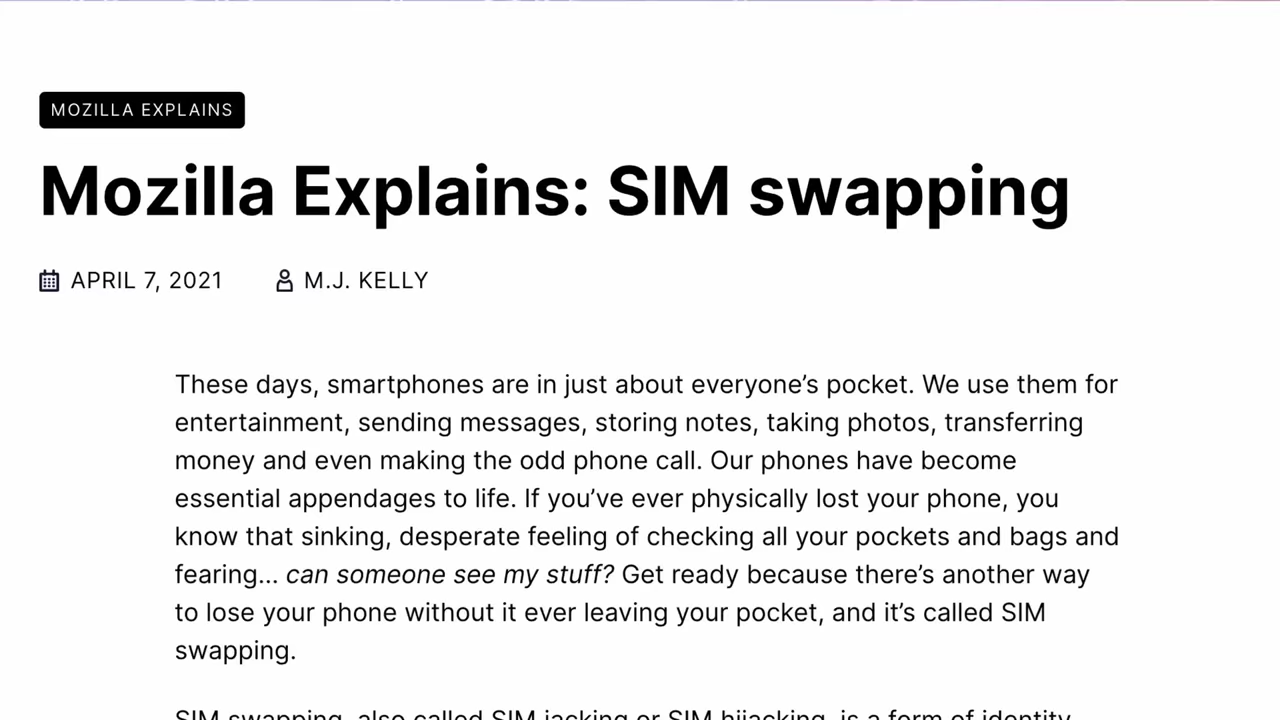 MOZILLA EXPLAINS
Mozilla Explains: SIM swapping
APRIL 7, 2021 M.J. KELLY
These days, smartphones are in just about everyone’s pocket. We use them for
entertainment, sending messages, storing notes, taking photos, transferring
money and even making the odd phone call. Our phones have become
essential appendages to life. If you’ve ever physically lost your phone, you
know that sinking, desperate feeling of checking all your pockets and bags and
fearing… can someone see my stuff? Get ready because there’s another way
to lose your phone without it ever leaving your pocket, and it’s called SIM
swapping.
SIM swapping, also called SIM jacking or SIM hijacking, is a form of identity